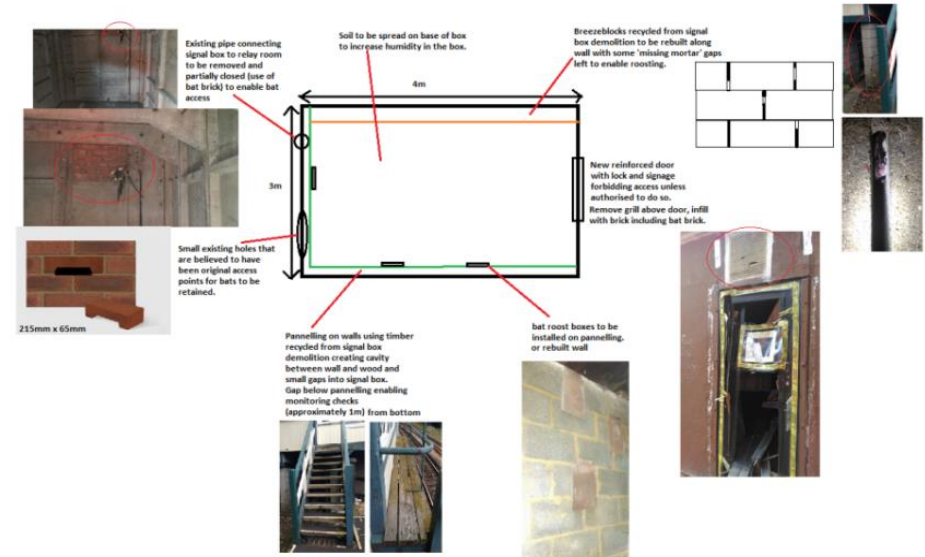 Existing pipe connecting
signal box to relay room
to be removed and
partially closed (use of
bat brick) to enable bat
access
Soil to be spread on base of
box to increase humidity in the box.
Breezeblocks recycled from signal
box demolition to be rebuilt along
wall with some 'missing mortar' gaps
left to enable roosting.
4m
3m
New reinforced door
with lock and signage
forbidding access unless
authorised to do so.
Remove grill above door, infill
with brick including bat brick.
Small existing holes that
are believed to have
been original access
points for bats to be
retained.
215mm x 65mm
Pannelling on walls using timber
recycled from signal box
demolition creating cavity
between wall and wood and
small gaps into signal box.
Gap below pannelling enabling
monitoring checks
(approximately 1m) from bottom
bat roost boxes to be
installed on pannelling.
or rebuilt wall